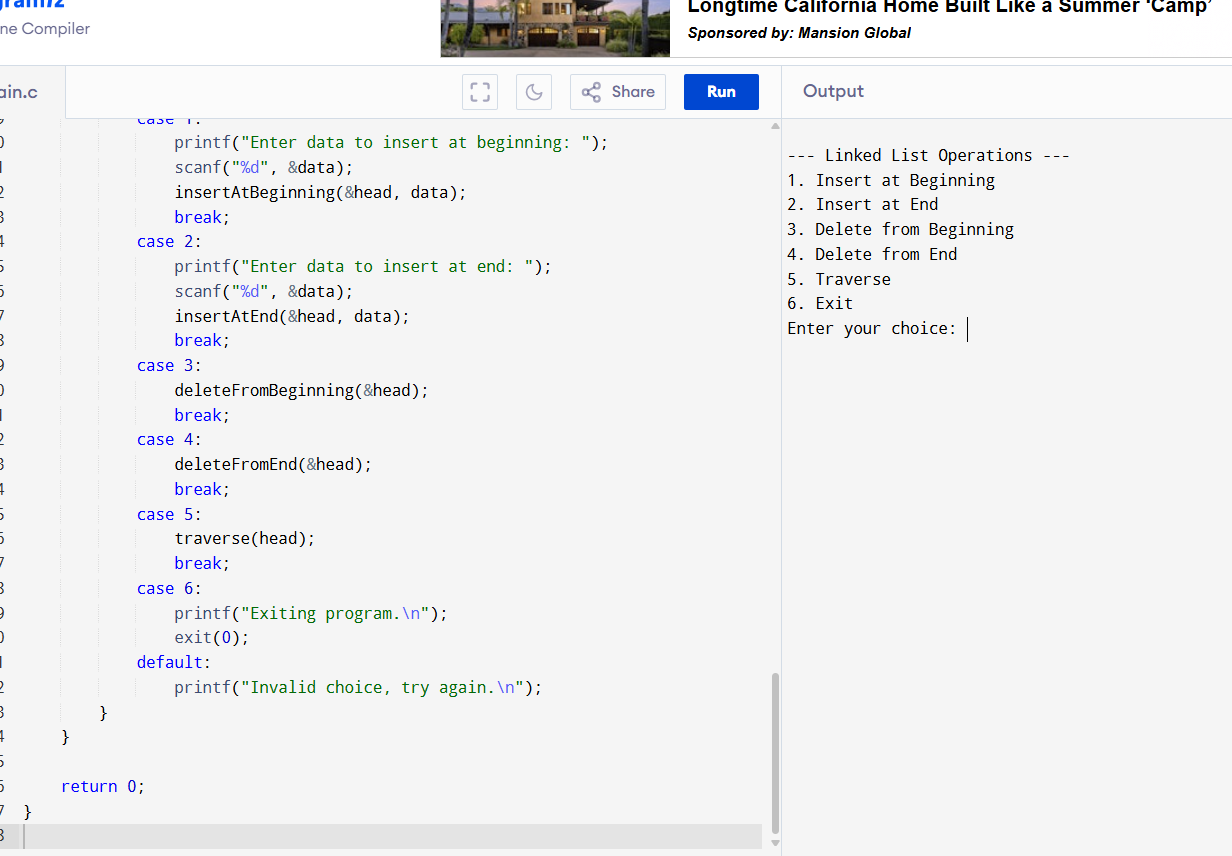 Longtime California Home Built Like a Summer ‘Camp’
ne Compiler
Sponsored by: Mansion Global
ain.c
Share
Run
Output
case 1:
printf("Enter data to insert at beginning: ");
scanf("%d", &data);
insertAtBeginning(&head, data);
break;
case 2:
printf("Enter data to insert at end: ");
scanf("%d", &data);
insertAtEnd(&head, data);
break;
case 3:
deleteFromBeginning(&head);
break;
case 4:
deleteFromEnd(&head);
break;
case 5:
traverse(head);
break;
case 6:
printf("Exiting program.\n");
exit(0);
default:
printf("Invalid choice, try again.\n");
}
}
return 0;
}
--- Linked List Operations ---
1. Insert at Beginning
2. Insert at End
3. Delete from Beginning
4. Delete from End
5. Traverse
6. Exit
Enter your choice: